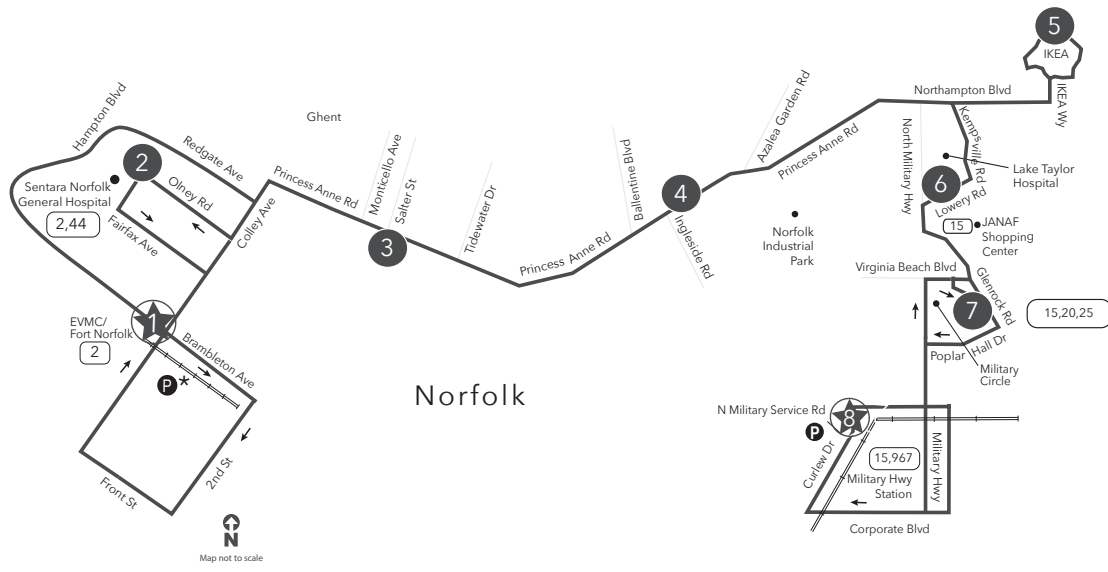 5
IKEA
IKEA Wy
Northampton Blvd
Hampton Blvd
Ghent
Redgate Ave
Azalea Garden Rd
North Military Hwy
Kempsville Rd
Monticello Ave
Salter St
Princess Anne Rd
Princess Anne Rd
Ballentine Blvd
2
Sentara Norfolk
General Hospital
2,44
Olney Rd
Fairfax Ave
Colley Ave
Tidewater Dr
4
Ingleside Rd
Lake Taylor
Hospital
6
Lowery Rd
15
JANAF
Shopping
Center
Norfolk
Industrial
Park
3
Princess Anne Rd
Virginia Beach Blvd
Glenrock Rd
7
15,20,25
1
EVMC/
Fort Norfolk
2
Brambleton Ave
P*
Poplar Hall Dr
Military
Circle
Norfolk
N Military Service Rd
8
P
Curlew Dr
15,967
Military Hwy
Station
Military Hwy
2nd St
Front St
Corporate Blvd
N
Map not to scale